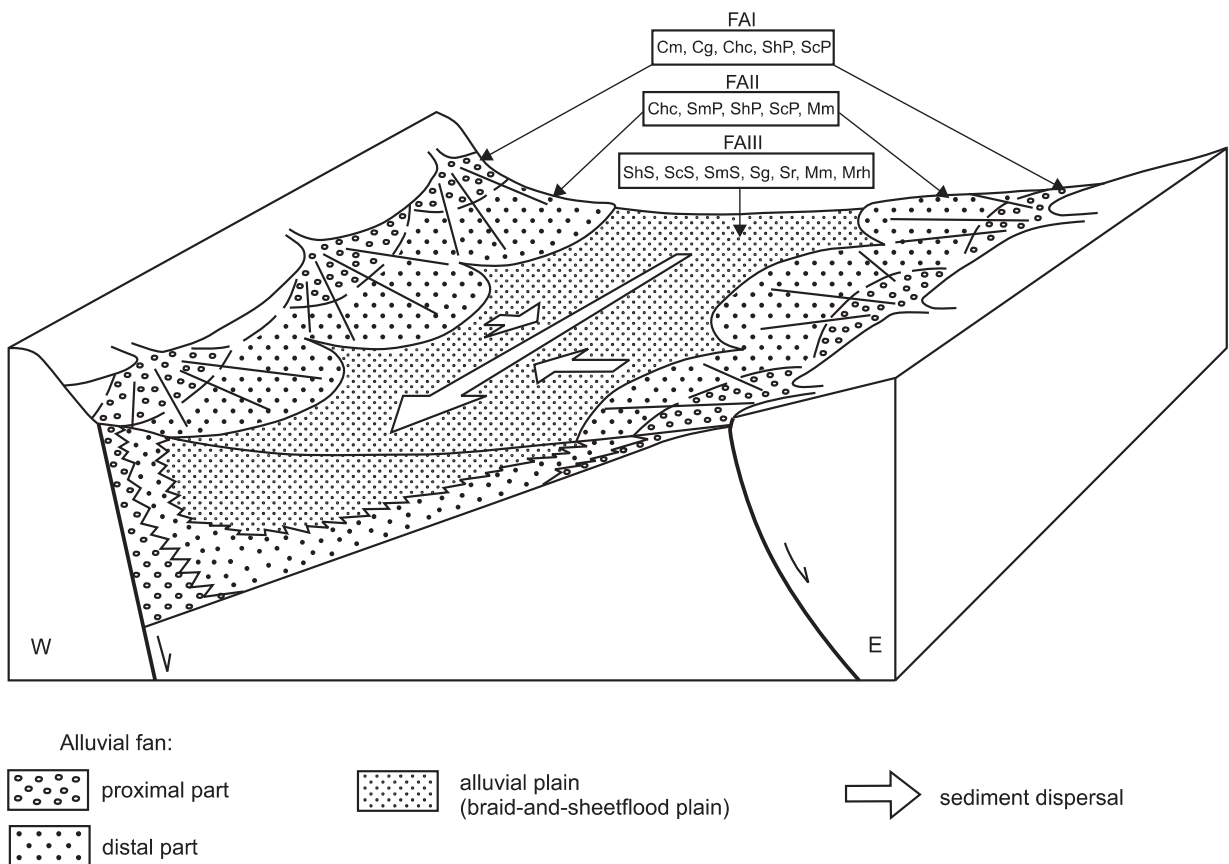 FAI
Cm, Cg, Chc, ShP, ScP
FAII
Chc, SmP, ShP, ScP, Mm
FAIII
ShS, ScS, SmS, Sg, Sr, Mm, Mrh
W
E
Alluvial fan:
proximal part
distal part
alluvial plain
(braid-and-sheetflood plain)
sediment dispersal